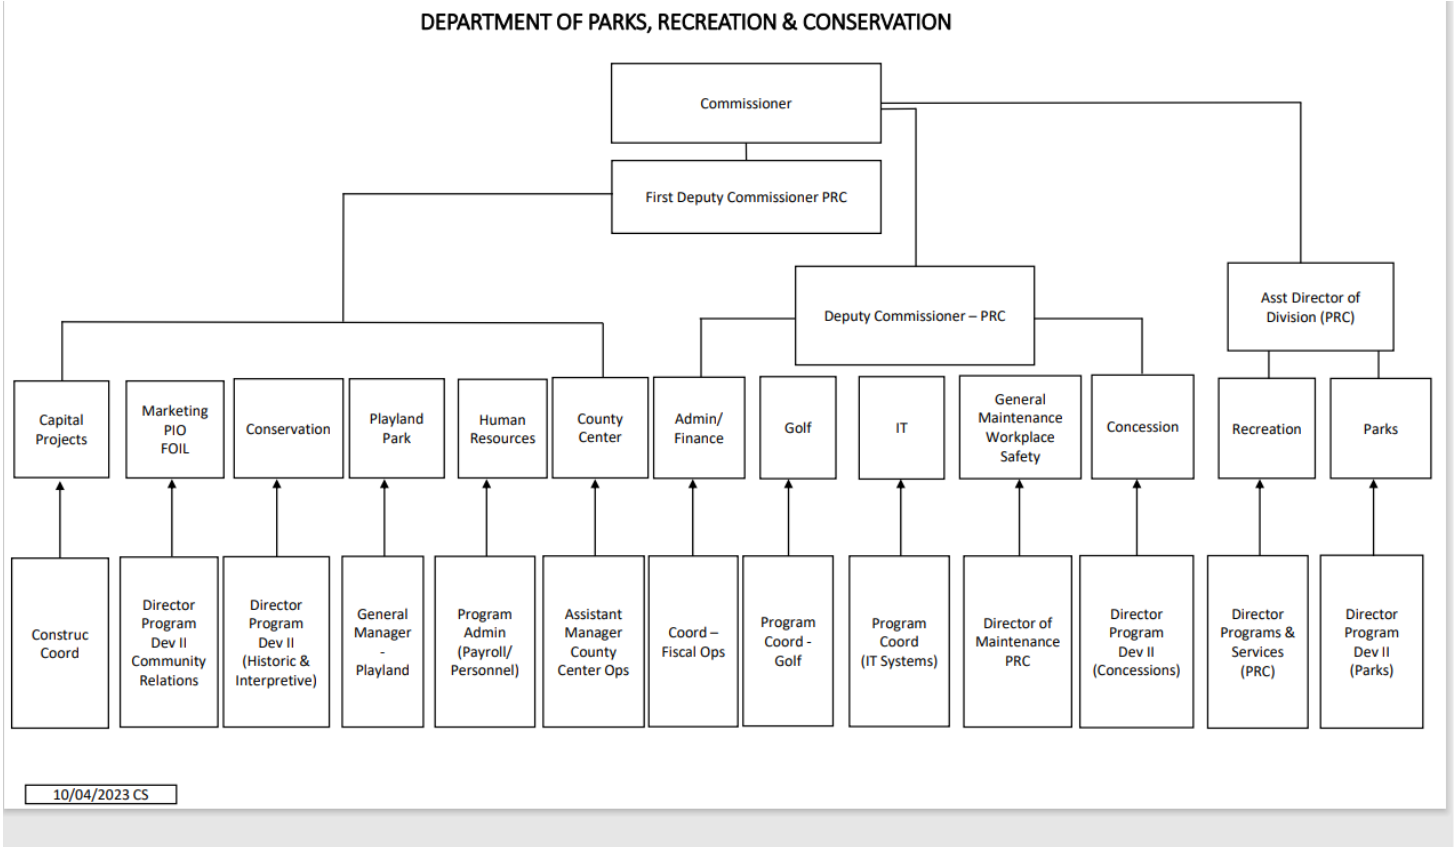 DEPARTMENT OF PARKS, RECREATION & CONSERVATION
Commissioner
First Deputy Commissioner PRC
Deputy Commissioner – PRC
Asst Director of
Division (PRC)
Capital
Projects
Marketing
PIO
FOIL
Conservation
Playland
Park
Human
Resources
County
Center
Admin/
Finance
Golf
IT
General
Maintenance
Workplace
Safety
Concession
Recreation
Parks
Construc
Coord
Director
Program
Dev II
Community
Relations
Director
Program
Dev II
(Historic &
Interpretive)
General
Manager
-
Playland
Program
Admin
(Payroll/
Personnel)
Assistant
Manager
County
Center Ops
Coord –
Fiscal Ops
Program
Coord -
Golf
Program
Coord
(IT Systems)
Director of
Maintenance
PRC
Director
Program
Dev II
(Concessions)
Director
Programs &
Services
(PRC)
Director
Program
Dev II
(Parks)
10/04/2023 CS